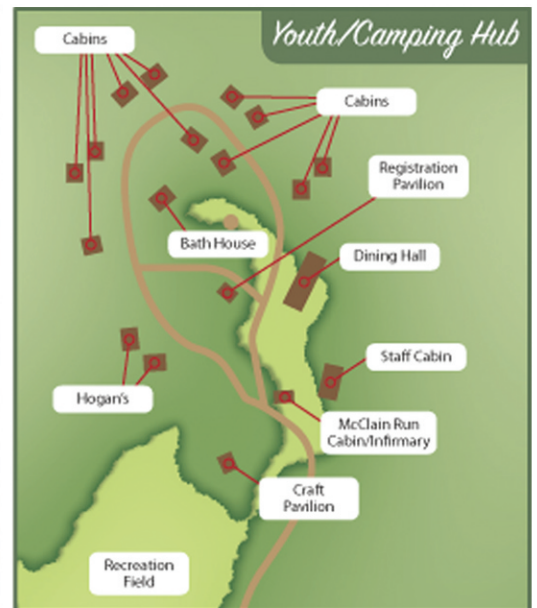 Youth/Camping Hub
Cabins
Cabins
Registration
Pavilion
Bath House
Dining Hall
Staff Cabin
Hogan's
McClain Run
Cabin/Infirmary
Craft
Pavilion
Recreation
Field